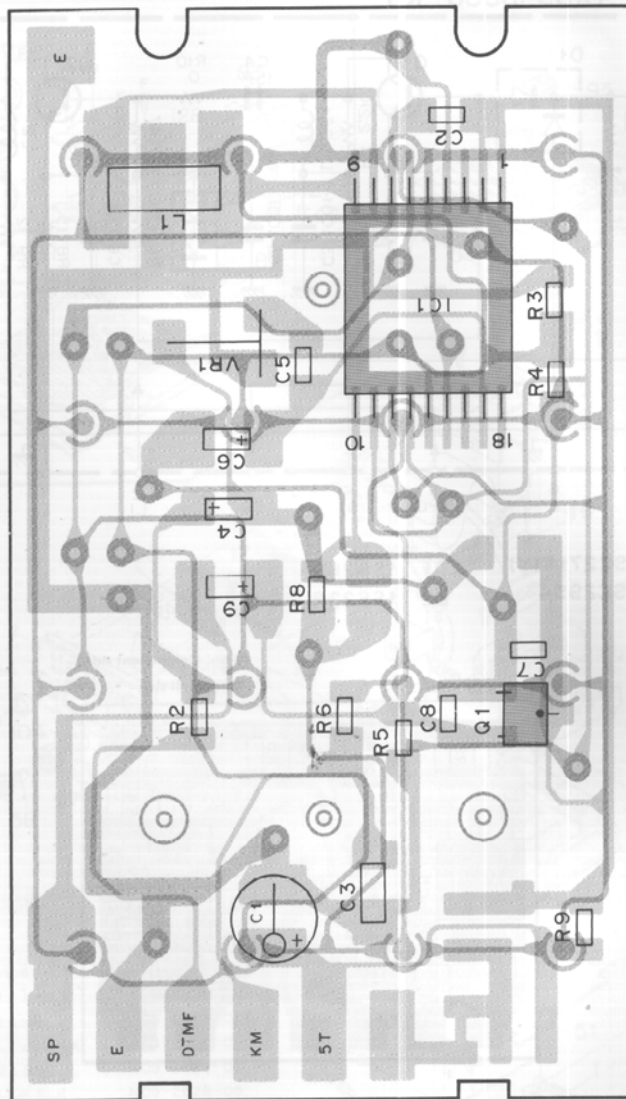 E
C2
9
1
L1
IC1
R3
VR1
C5
R4
10
18
C6
+
C4
+
C9
+
R8
C7
R2
R6
R5
C8
Q1
C1
+
C3
R9
SP
E
DTMF
KM
5T